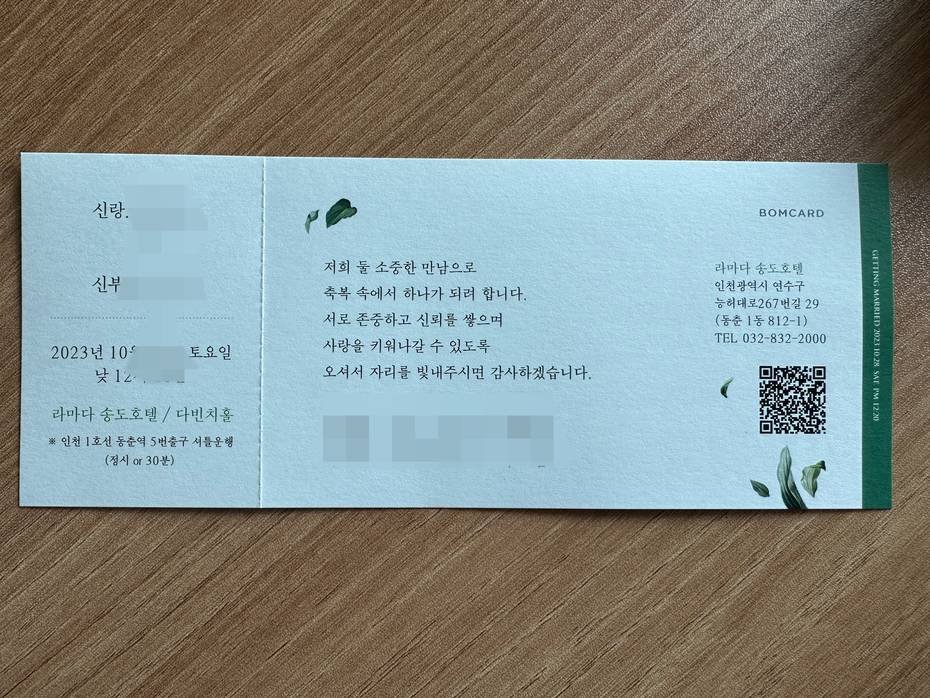 신랑.
신부
2023년 10월 토요일
낮 12
라마다 송도호텔 / 다빈치홀
※ 인천 1호선 동춘역 5번출구 셔틀운행
(정시 or 30분)
저희 둘 소중한 만남으로
축복 속에서 하나가 되려 합니다.
서로 존중하고 신뢰를 쌓으며
사랑을 키워나갈 수 있도록
오셔서 자리를 빛내주시면 감사하겠습니다.
BOMCARD
라마다 송도호텔
인천광역시 연수구
능허대로267번길 29
(동춘 1동 812-1)
TEL 032-832-2000
GETTING MARRIED 2023 10 28 SAT PM 12:20